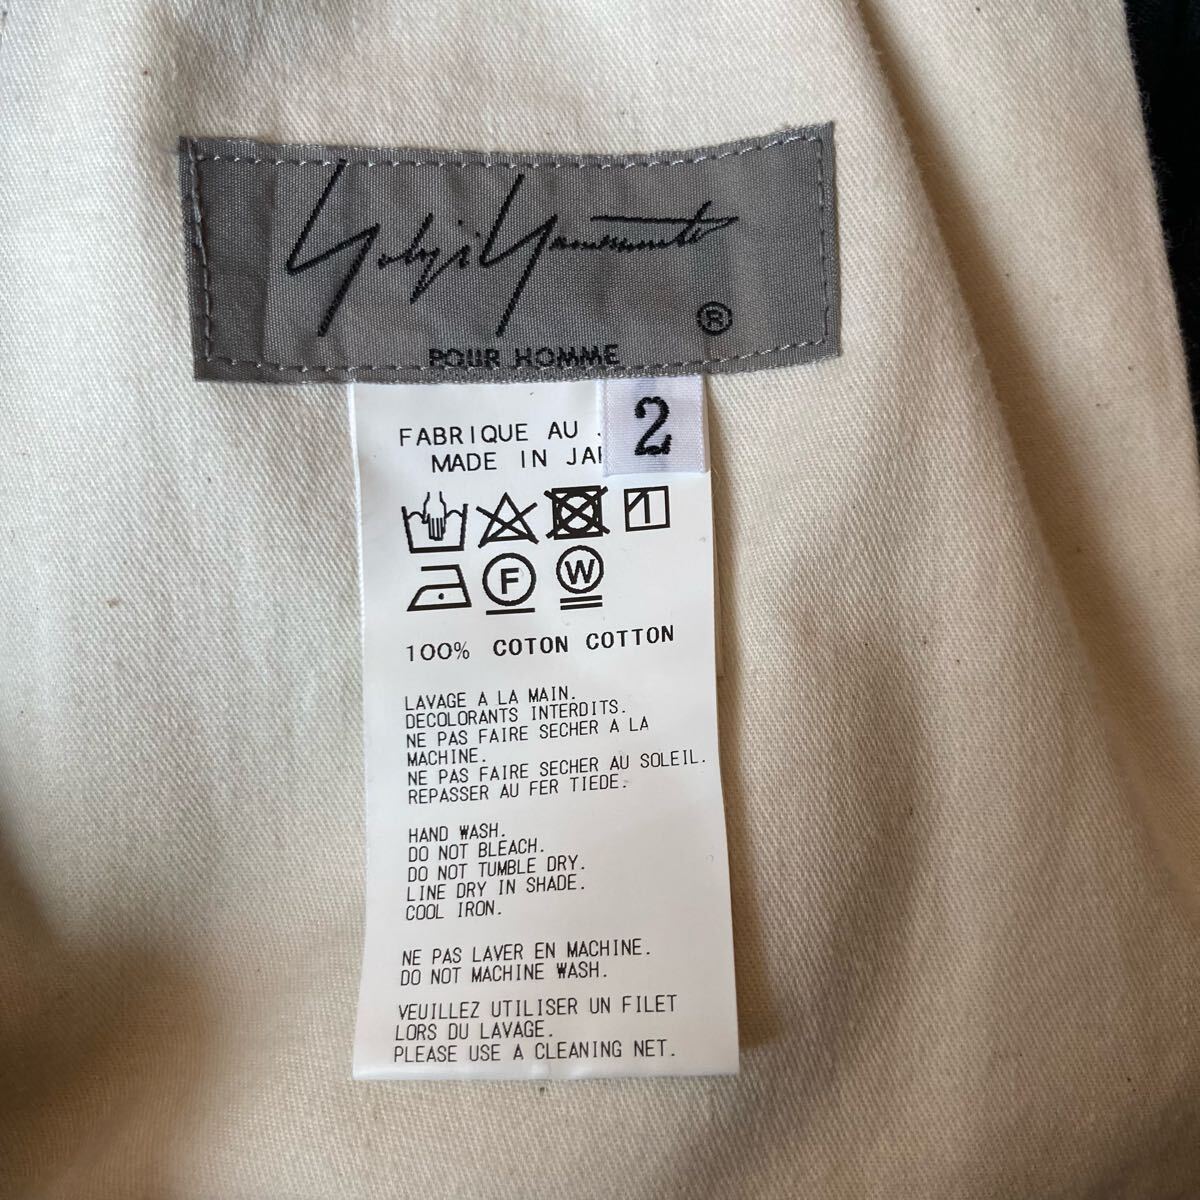 Yohji Yamamoto
®
POUR HOMME
2
FABRIQUE AU
MADE IN
F W
100% COTON COTTON
LAVAGE A LA MAIN.
DECOLORANTS INTERDITS.
NE PAS FAIRE SECHER A LA
MACHINE.
NE PAS FAIRE SECHER AU SOLEIL.
REPASSER AU FER TIEDE.
HAND WASH.
DO NOT BLEACH.
DO NOT TUMBLE DRY.
LINE DRY IN SHADE.
COOL IRON.
NE PAS LAVER EN MACHINE.
DO NOT MACHINE WASH.
VEUILLEZ UTILISER UN FILET
LORS DU LAVAGE.
PLEASE USE A CLEANING NET.